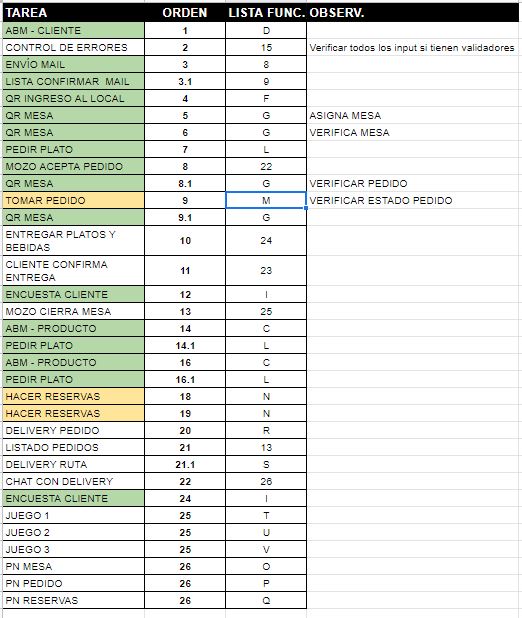 TAREA ORDEN LISTA FUNC. OBSERV.
ABM - CLIENTE 1 D
CONTROL DE ERRORES 2 15 Verificar todos los input si tienen validadores
ENVÍO MAIL 3 8
LISTA CONFIRMAR MAIL 3.1 9
QR INGRESO AL LOCAL 4 F
QR MESA 5 G ASIGNA MESA
QR MESA 6 G VERIFICA MESA
PEDIR PLATO 7 L
MOZO ACEPTA PEDIDO 8 22
QR MESA 8.1 G VERIFICAR PEDIDO
TOMAR PEDIDO 9 M VERIFICAR ESTADO PEDIDO
QR MESA 9.1 G
ENTREGAR PLATOS Y
BEBIDAS 10 24
CLIENTE CONFIRMA
ENTREGA 11 23
ENCUESTA CLIENTE 12 I
MOZO CIERRA MESA 13 25
ABM - PRODUCTO 14 C
PEDIR PLATO 14.1 L
ABM - PRODUCTO 16 C
PEDIR PLATO 16.1 L
HACER RESERVAS 18 N
HACER RESERVAS 19 N
DELIVERY PEDIDO 20 R
LISTADO PEDIDOS 21 13
DELIVERY RUTA 21.1 S
CHAT CON DELIVERY 22 26
ENCUESTA CLIENTE 24 I
JUEGO 1 25 T
JUEGO 2 25 U
JUEGO 3 25 V
PN MESA 26 O
PN PEDIDO 26 P
PN RESERVAS 26 Q